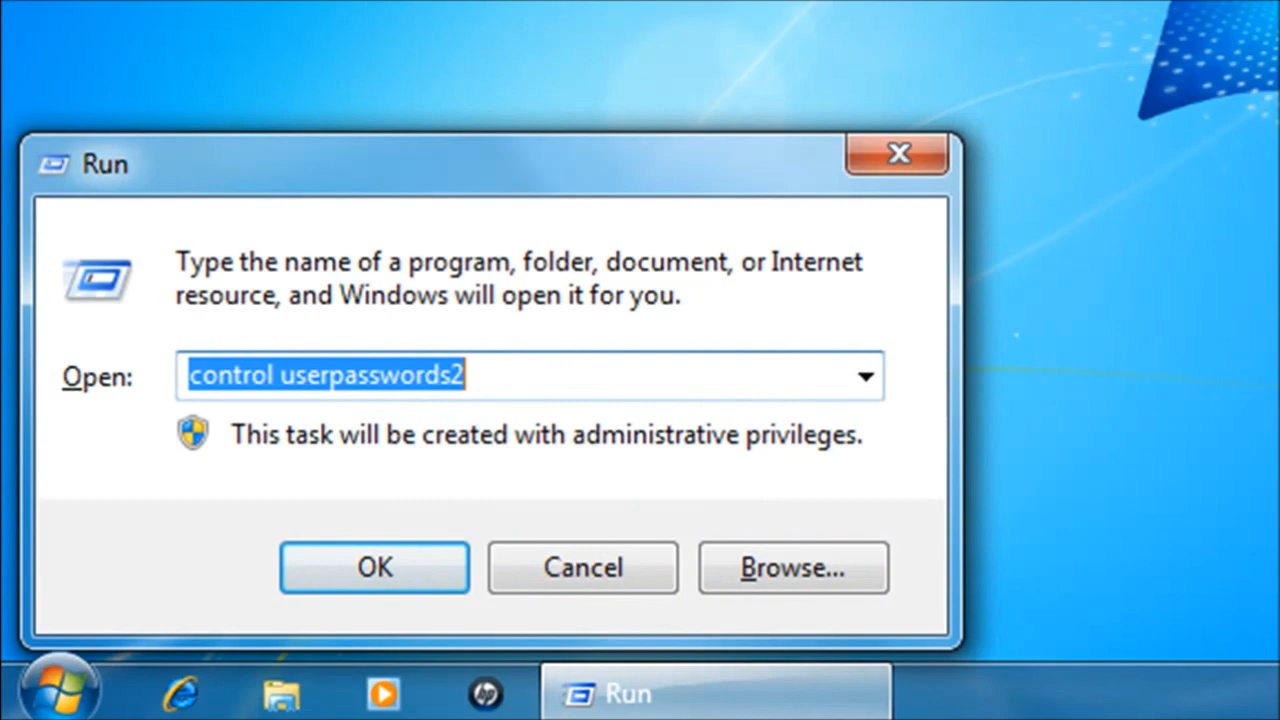 Run
Type the name of a program, folder, document, or Internet
resource, and Windows will open it for you.
Open: control userpasswords2
This task will be created with administrative privileges.
OK Cancel Browse...
hp Run